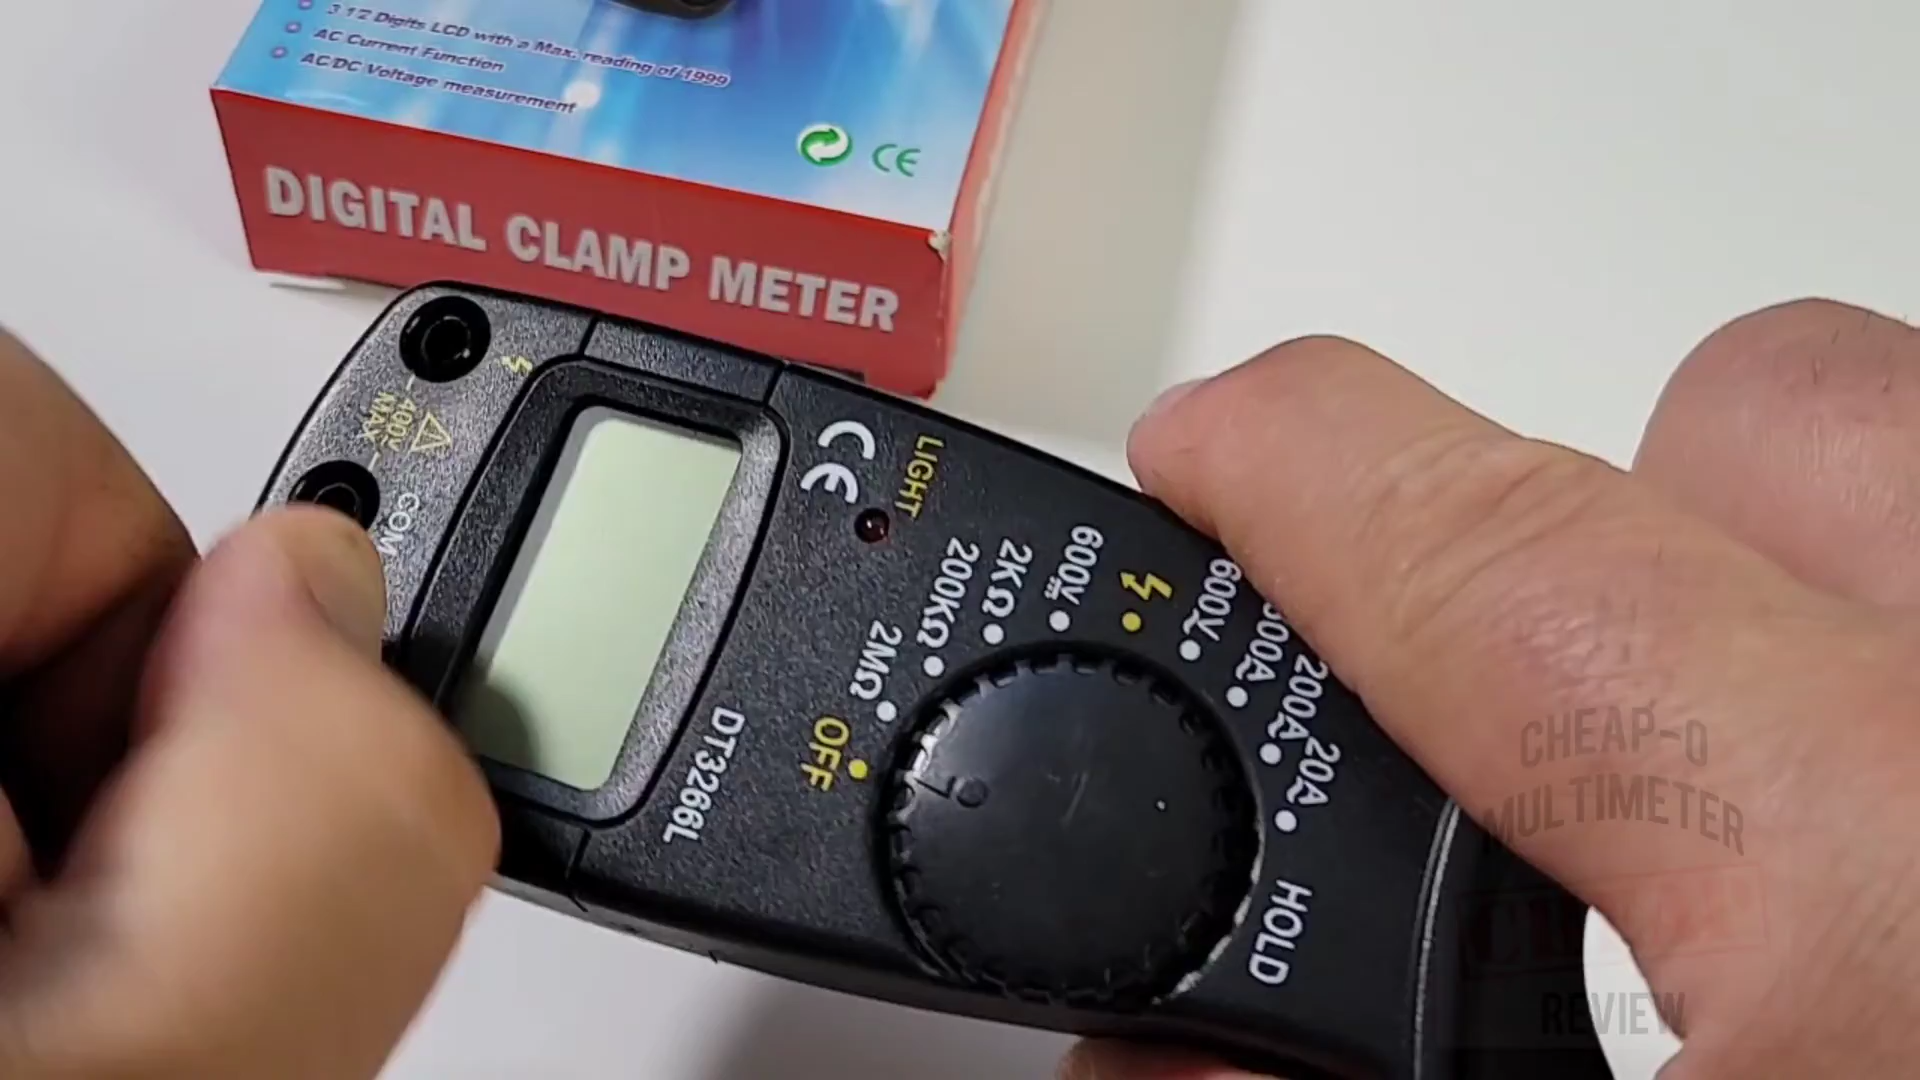 3 1'2 Digits LCD with a Max. reading of 1999
AC Current Function
AC/DC Voltage measurement
CE
DIGITAL CLAMP METER
400V~
MAX
COM
CE
LIGHT
600V
2KΩ
200KΩ
2MΩ
OFF
600V
200A
20A
HOLD
DT3266L
CHEAP-O
MULTIMETER
REVIEW